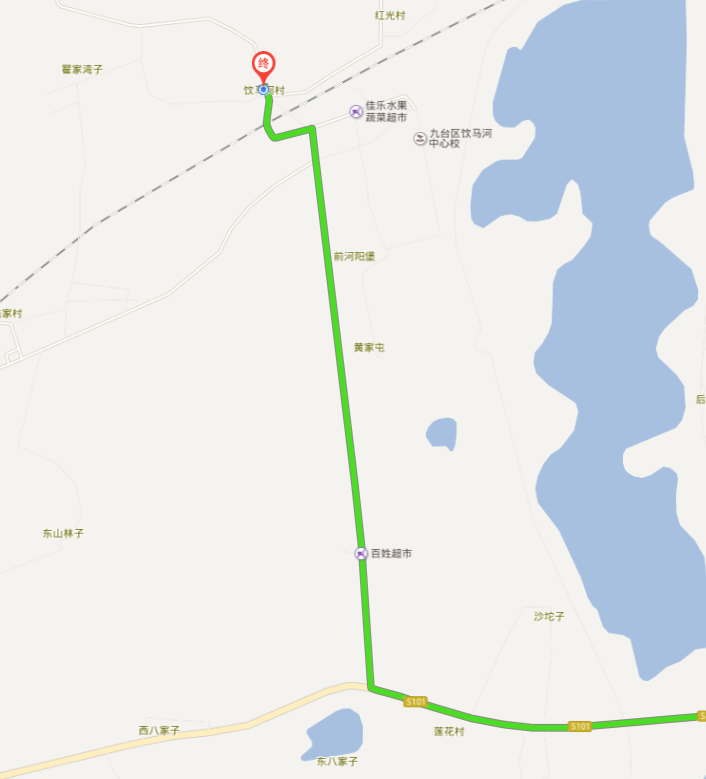 红光村
终
翟家湾子
饮马河村
佳乐水果
蔬菜超市
九台区饮马河
中心校
前河阳堡
家村
黄家屯
后
东山林子
百姓超市
沙坨子
S101
S101
S
西八家子
莲花村
东八家子